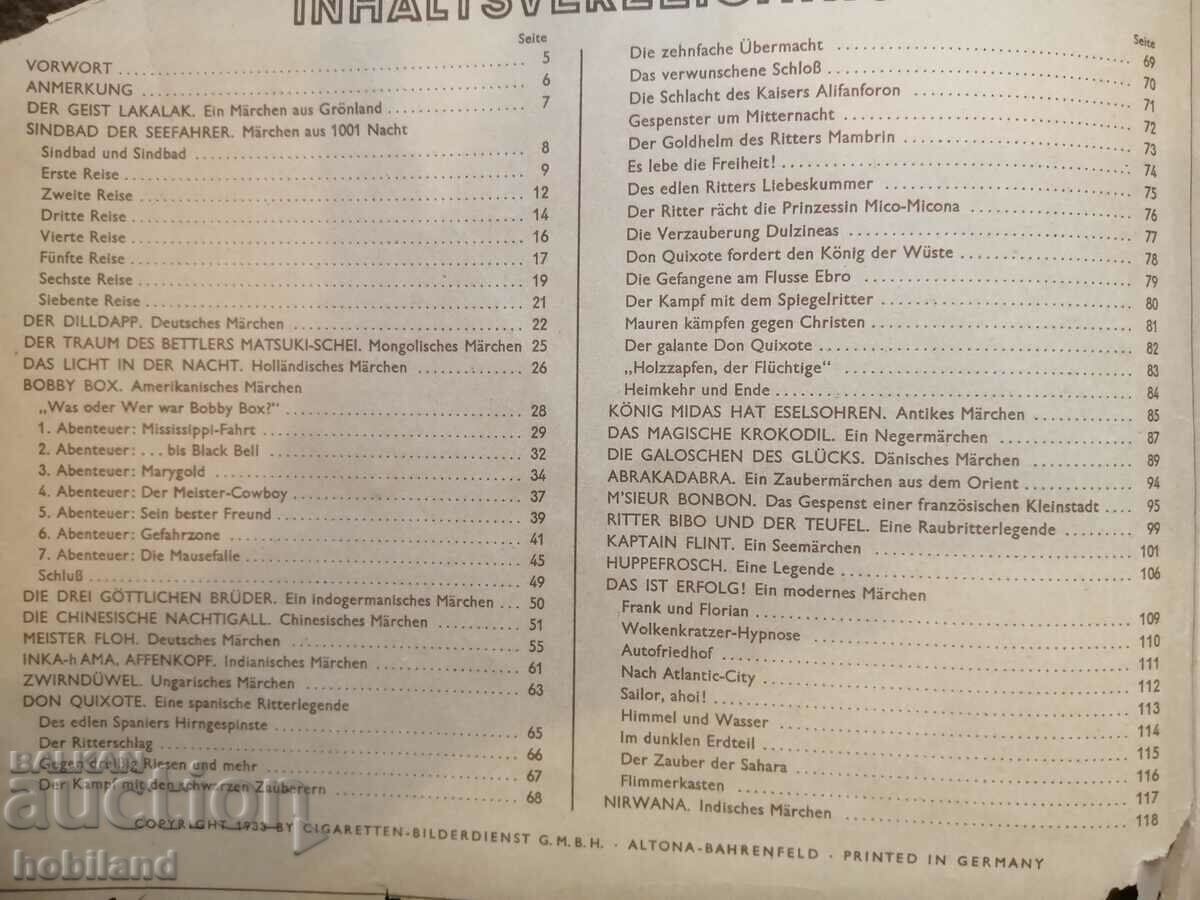 INHALTSVERZEICHNIS
Seite
VORWORT 5
ANMERKUNG 6
DER GEIST LAKALAK. Ein Märchen aus Grönland 7
SINDBAD DER SEEFAHRER. Märchen aus 1001 Nacht
Sindbad und Sindbad 8
Erste Reise 9
Zweite Reise 12
Dritte Reise 14
Vierte Reise 16
Fünfte Reise 17
Sechste Reise 19
Siebente Reise 21
DER DILLDAPP. Deutsches Märchen 22
DER TRAUM DES BETTLERS MATSUKI-SCHEI. Mongolisches Märchen 25
DAS LICHT IN DER NACHT. Holländisches Märchen 26
BOBBY BOX. Amerikanisches Märchen
„Was oder Wer war Bobby Box?“ 28
1. Abenteuer: Mississippi-Fahrt 29
2. Abenteuer: . . . bis Black Bell 32
3. Abenteuer: Marygold 34
4. Abenteuer: Der Meister-Cowboy 37
5. Abenteuer: Sein bester Freund 39
6. Abenteuer: Gefahrzone 41
7. Abenteuer: Die Mausefalle 45
Schluß 49
DIE DREI GÖTTLICHEN BRÜDER. Ein indogermanisches Märchen 50
DIE CHINESISCHE NACHTIGALL. Chinesisches Märchen 51
MEISTER FLOH. Deutsches Märchen 55
INKA-h AMA, AFFENKOPF. Indianisches Märchen 61
ZWIRNDÜWEL. Ungarisches Märchen 63
DON QUIXOTE. Eine spanische Ritterlegende
Des edlen Spaniers Hirngespinste 65
Der Ritterschlag 66
Gegen dreißig Riesen und mehr 67
Der Kampf mit den schwarzen Zauberern 68
Seite
Die zehnfache Übermacht 69
Das verwunschene Schloß 70
Die Schlacht des Kaisers Alifanforon 71
Gespenster um Mitternacht 72
Der Goldhelm des Ritters Mambrin 73
Es lebe die Freiheit! 74
Des edlen Ritters Liebeskummer 75
Der Ritter rächt die Prinzessin Mico-Micona 76
Die Verzauberung Dulzineas 77
Don Quixote fordert den König der Wüste 78
Die Gefangene am Flusse Ebro 79
Der Kampf mit dem Spiegelritter 80
Mauren kämpfen gegen Christen 81
Der galante Don Quixote 82
„Holzzapfen, der Flüchtige“ 83
Heimkehr und Ende 84
KÖNIG MIDAS HAT ESELSOHREN. Antikes Märchen 85
DAS MAGISCHE KROKODIL. Ein Negermärchen 87
DIE GALOSCHEN DES GLÜCKS. Dänisches Märchen 89
ABRAKADABRA. Ein Zaubermärchen aus dem Orient 94
M'SIEUR BONBON. Das Gespenst einer französischen Kleinstadt 95
RITTER BIBO UND DER TEUFEL. Eine Raubritterlegende 99
KAPTAIN FLINT. Ein Seemärchen 101
HUPPEFROSCH. Eine Legende 106
DAS IST ERFOLG! Ein modernes Märchen
Frank und Florian 109
Wolkenkratzer-Hypnose 110
Autofriedhof 111
Nach Atlantic-City 112
Sailor, ahoi! 113
Himmel und Wasser 114
Im dunklen Erdteil 115
Der Zauber der Sahara 116
Flimmerkasten 117
NIRWANA. Indisches Märchen 118
COPYRIGHT 1933 BY CIGARETTEN-BILDERDIENST G.M.B.H. · ALTONA-BAHRENFELD · PRINTED IN GERMANY
BALKAN
auction
hobiland